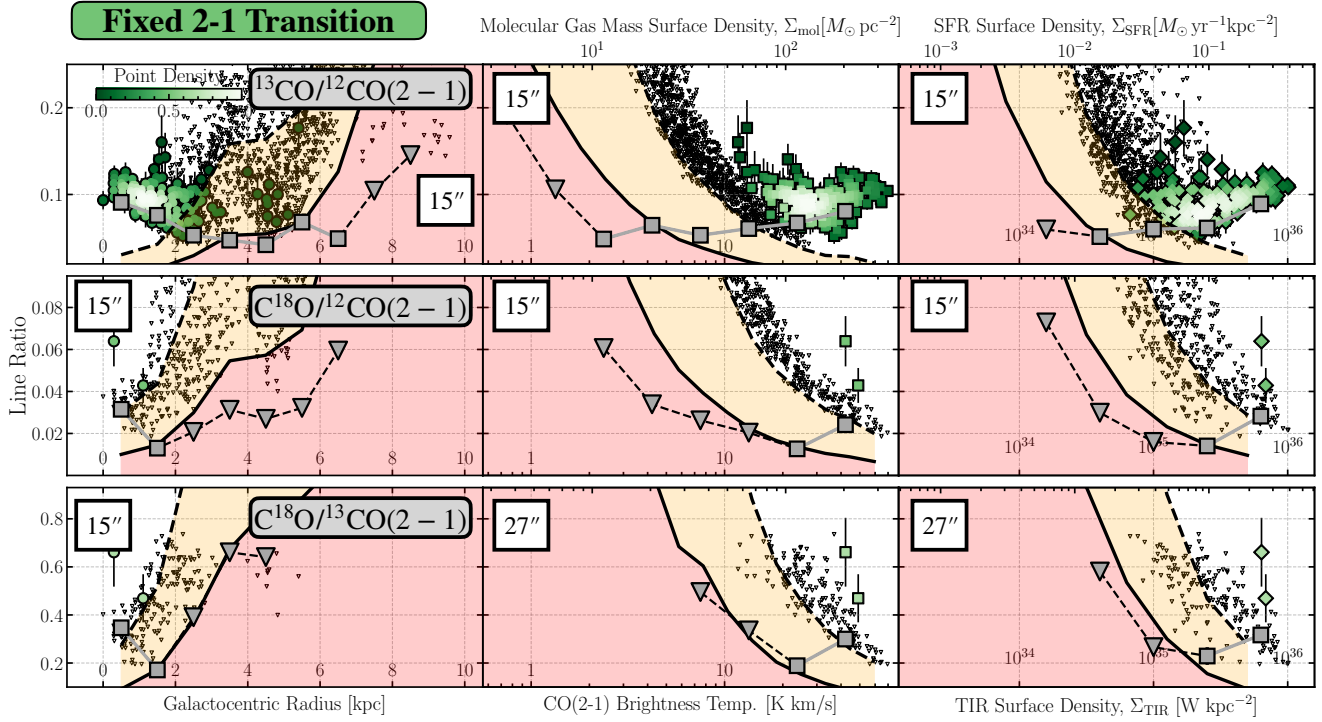 Fixed 2-1 Transition
Molecular Gas Mass Surface Density, Σmol[M⊙ pc−2]
SFR Surface Density, ΣSFR[M⊙ yr−1kpc−2]
10¹ 10²
10−3 10−2 10−1
Point Density
0.0 0.5
13CO/12CO(2 − 1)
15″
15″
15″
0.2
0.1
0 2 4 6 8 10
1 10
10³⁴ 10³⁶
Line Ratio
15″
C18O/12CO(2 − 1)
15″
15″
0.08
0.06
0.04
0.02
0 2 4 6 8 10
1 10
10³⁴ 10³⁵ 10³⁶
15″
C18O/13CO(2 − 1)
27″
27″
0.8
0.6
0.4
0.2
0 2 4 6 8 10
1 10
10³⁴ 10³⁵ 10³⁶
Galactocentric Radius [kpc]
CO(2-1) Brightness Temp. [K km/s]
TIR Surface Density, ΣTIR [W kpc−2]